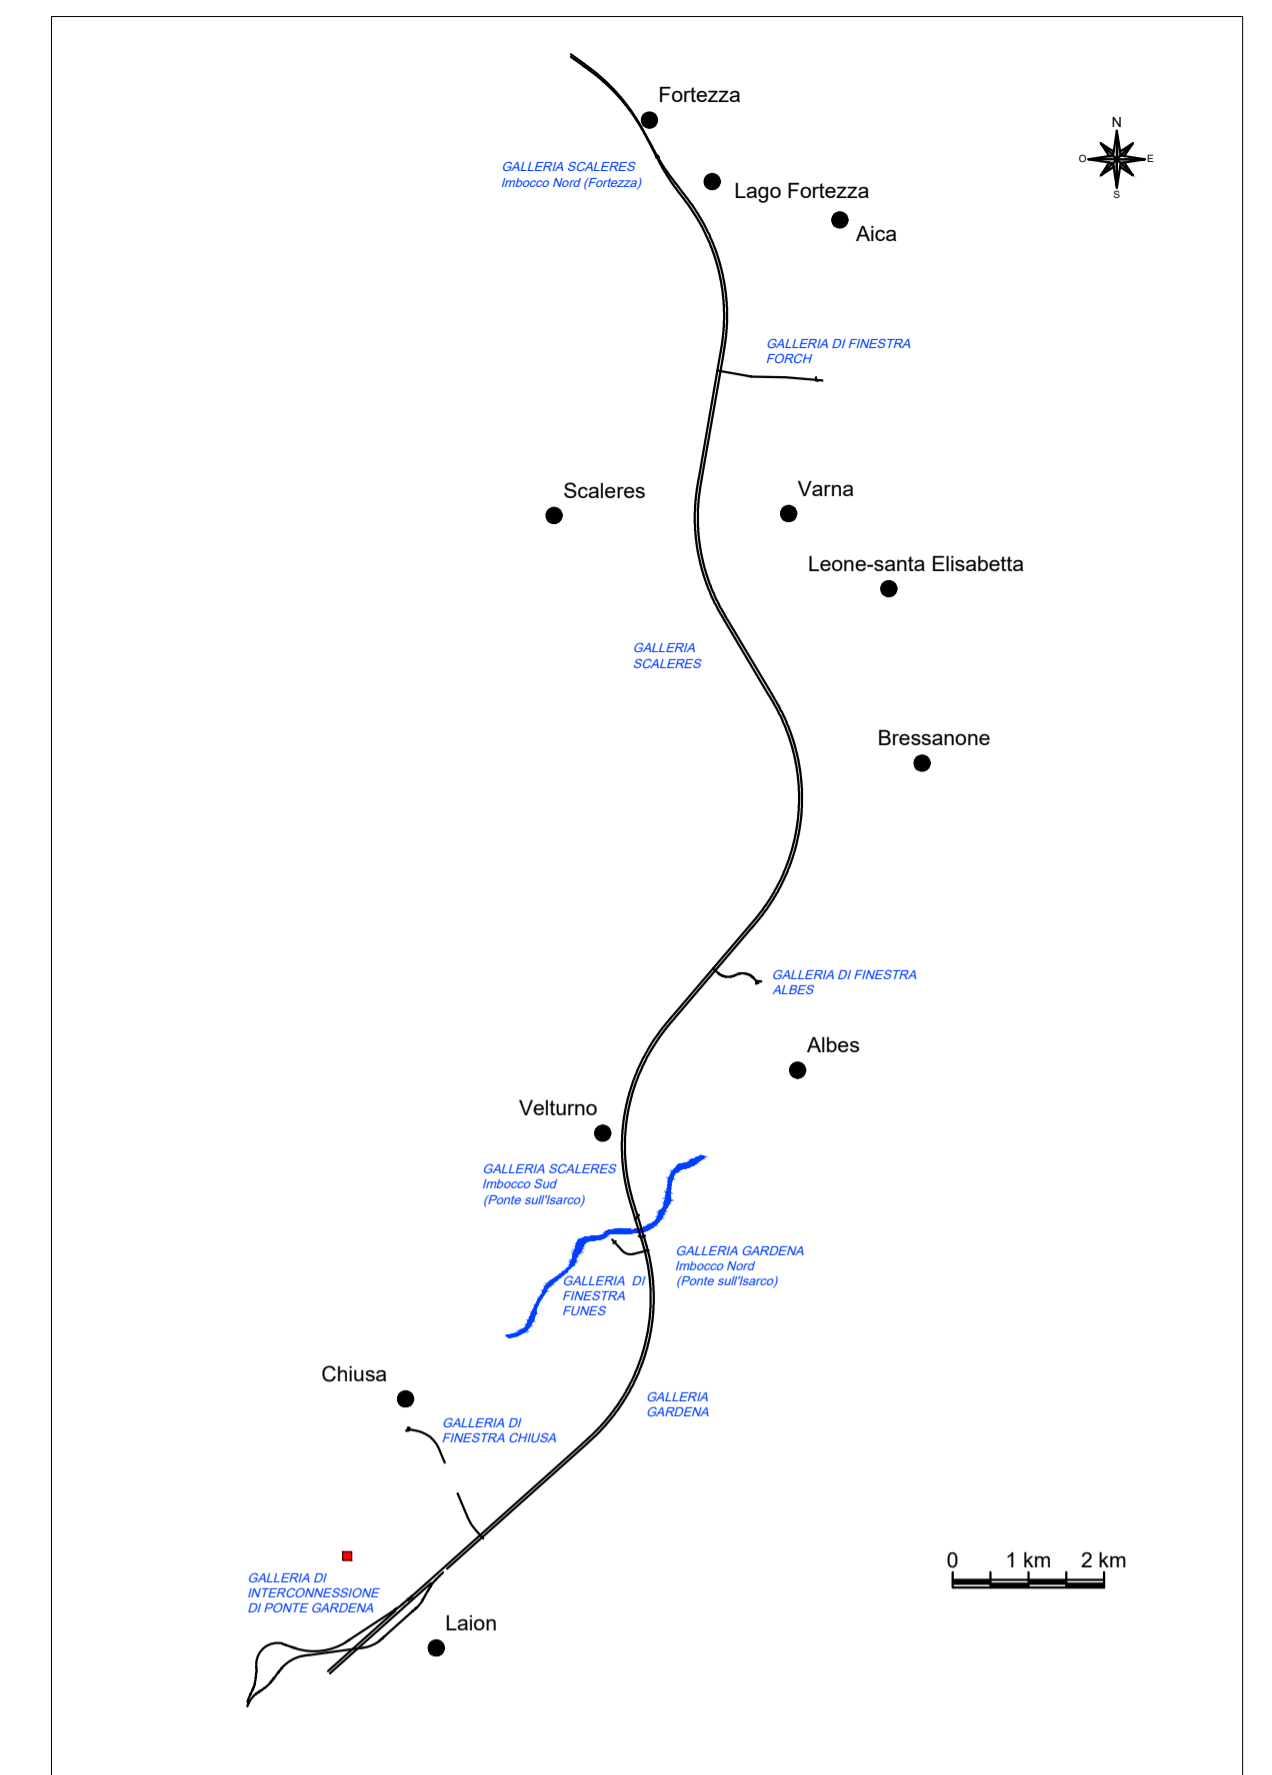 Fortezza
N
O
E
S
GALLERIA SCALERES
Imbocco Nord (Fortezza)
Lago Fortezza
Aica
GALLERIA DI FINESTRA
FORCH
Scaleres
Varna
Leone-santa Elisabetta
GALLERIA
SCALERES
Bressanone
GALLERIA DI FINESTRA
ALBES
Albes
Velturno
GALLERIA SCALERES
Imbocco Sud
(Ponte sull'Isarco)
GALLERIA GARDENA
Imbocco Nord
(Ponte sull'Isarco)
GALLERIA DI
FINESTRA
FUNES
Chiusa
GALLERIA
GARDENA
GALLERIA DI
FINESTRA CHIUSA
0 1 km 2 km
GALLERIA DI
INTERCONNESSIONE
DI PONTE GARDENA
Laion